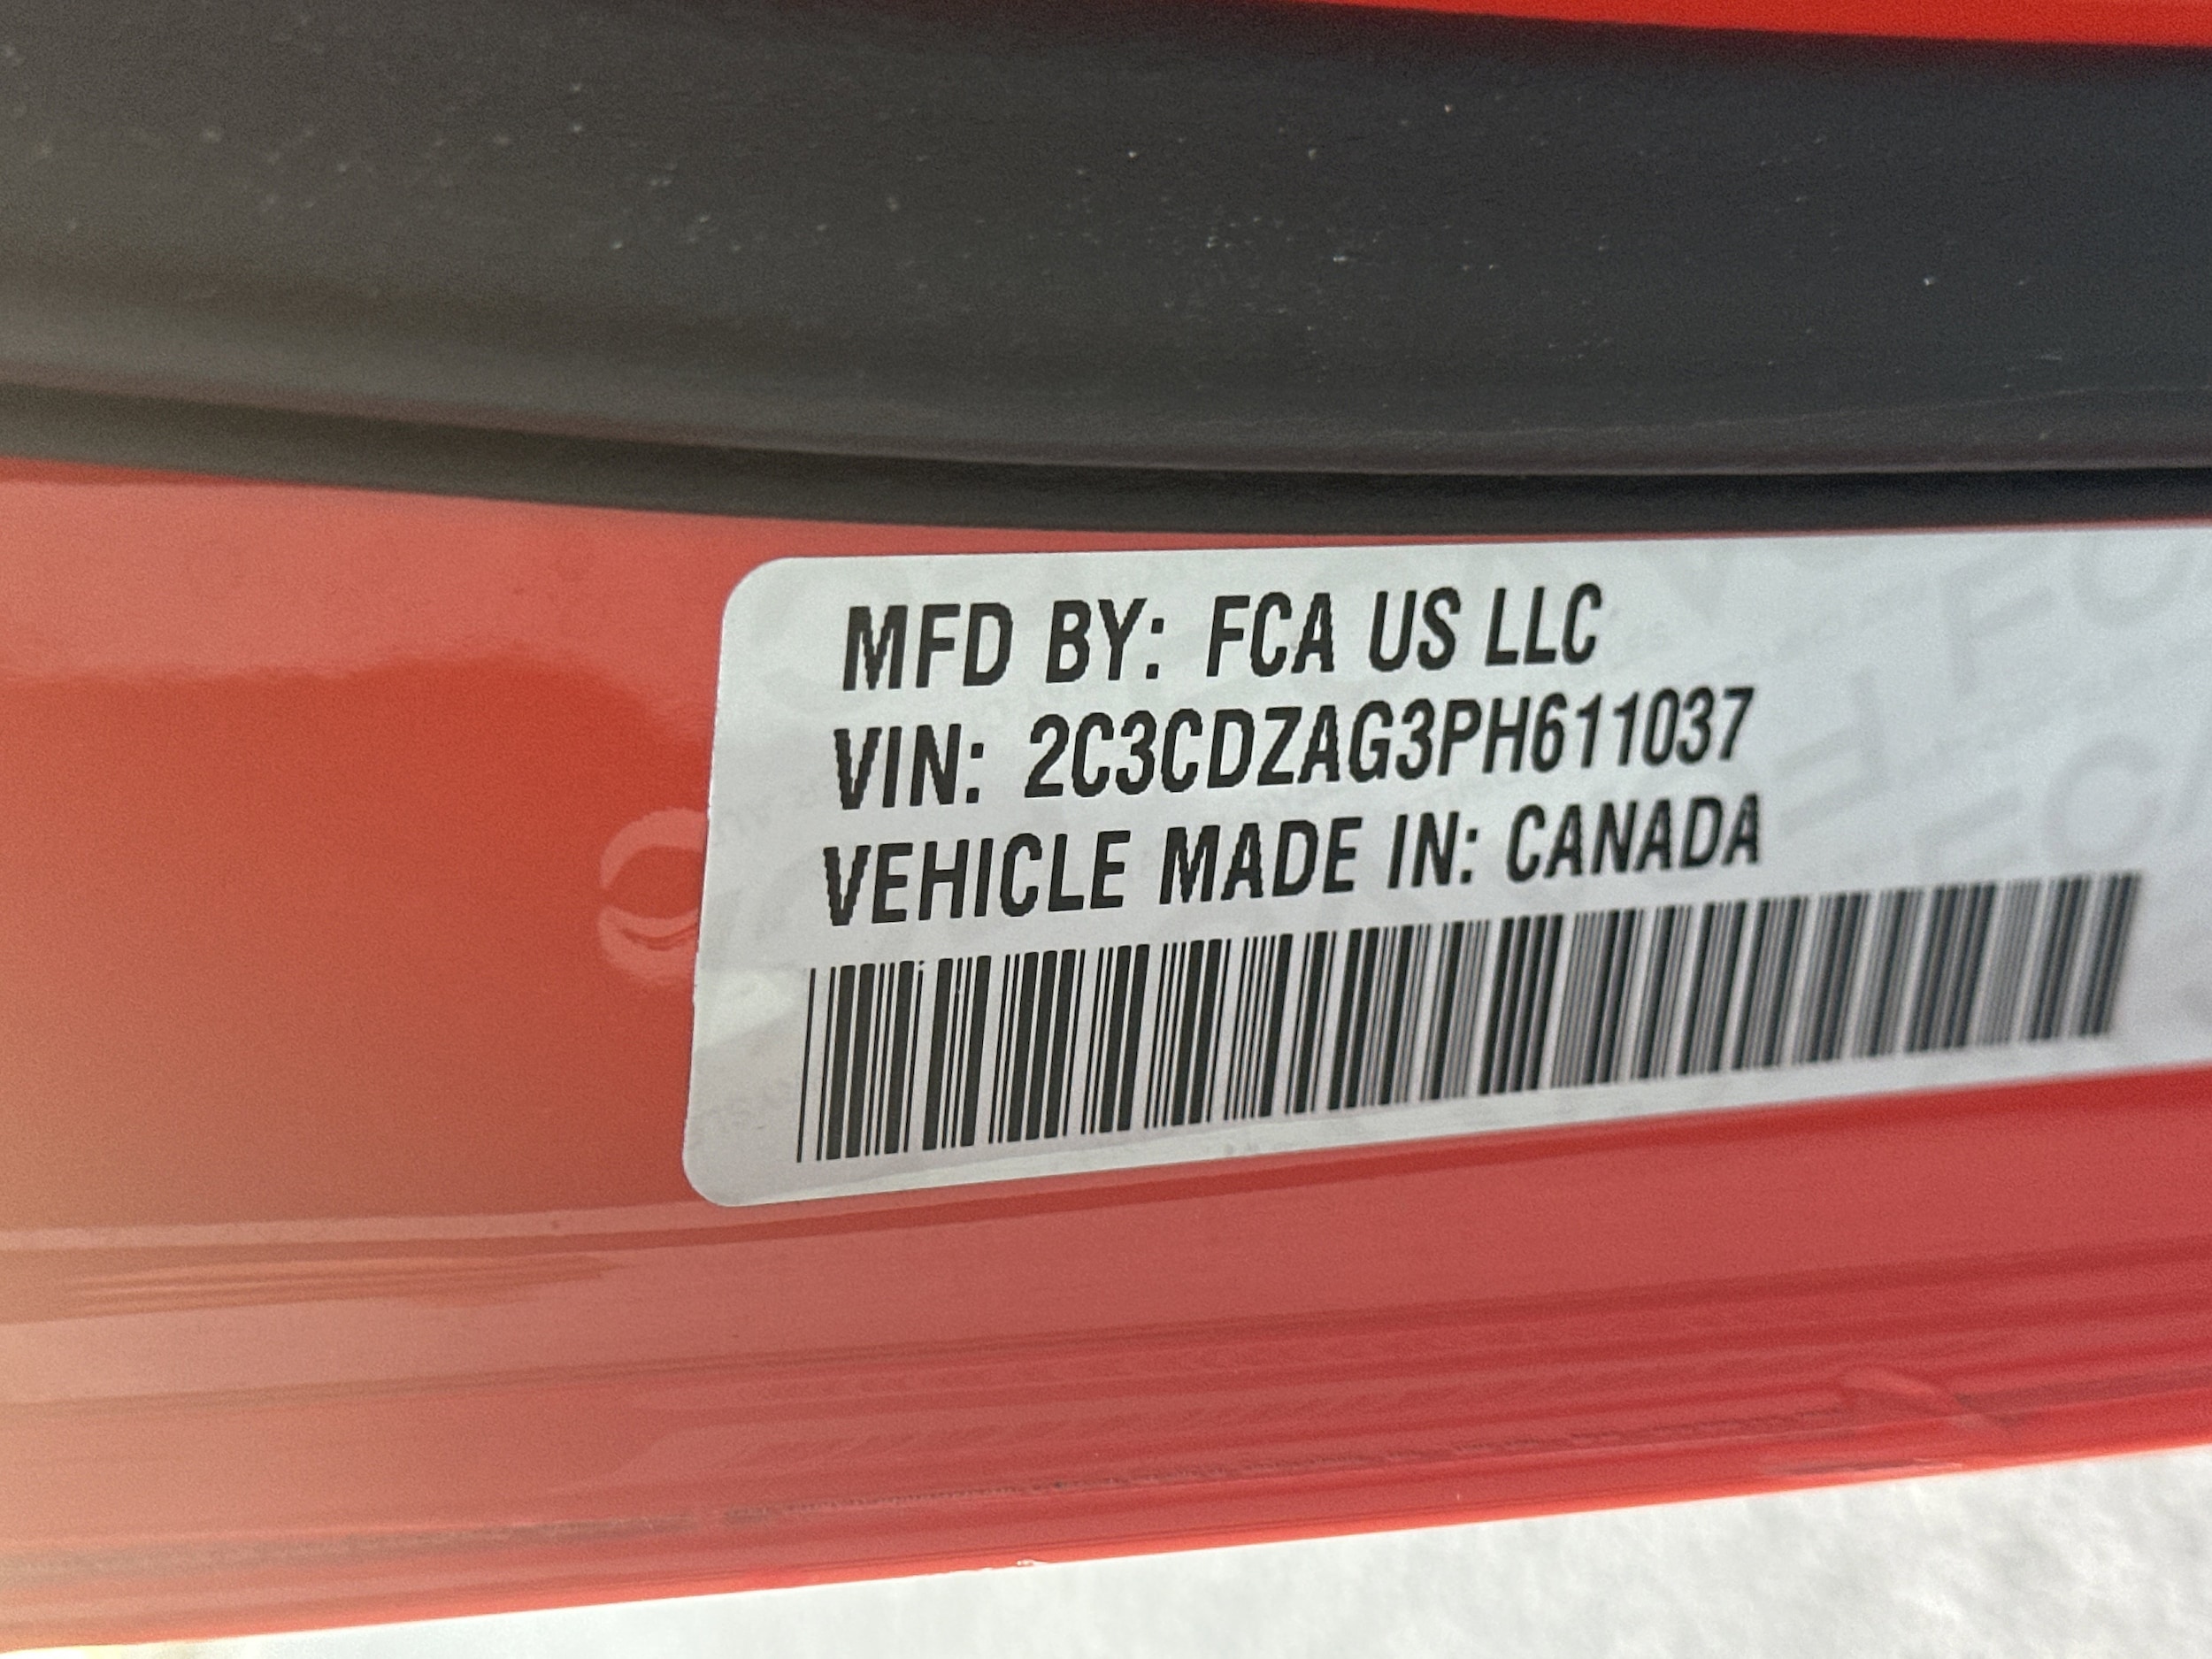 MFD BY: FCA US LLC
VIN: 2C3CDZAG3PH611037
VEHICLE MADE IN: CANADA